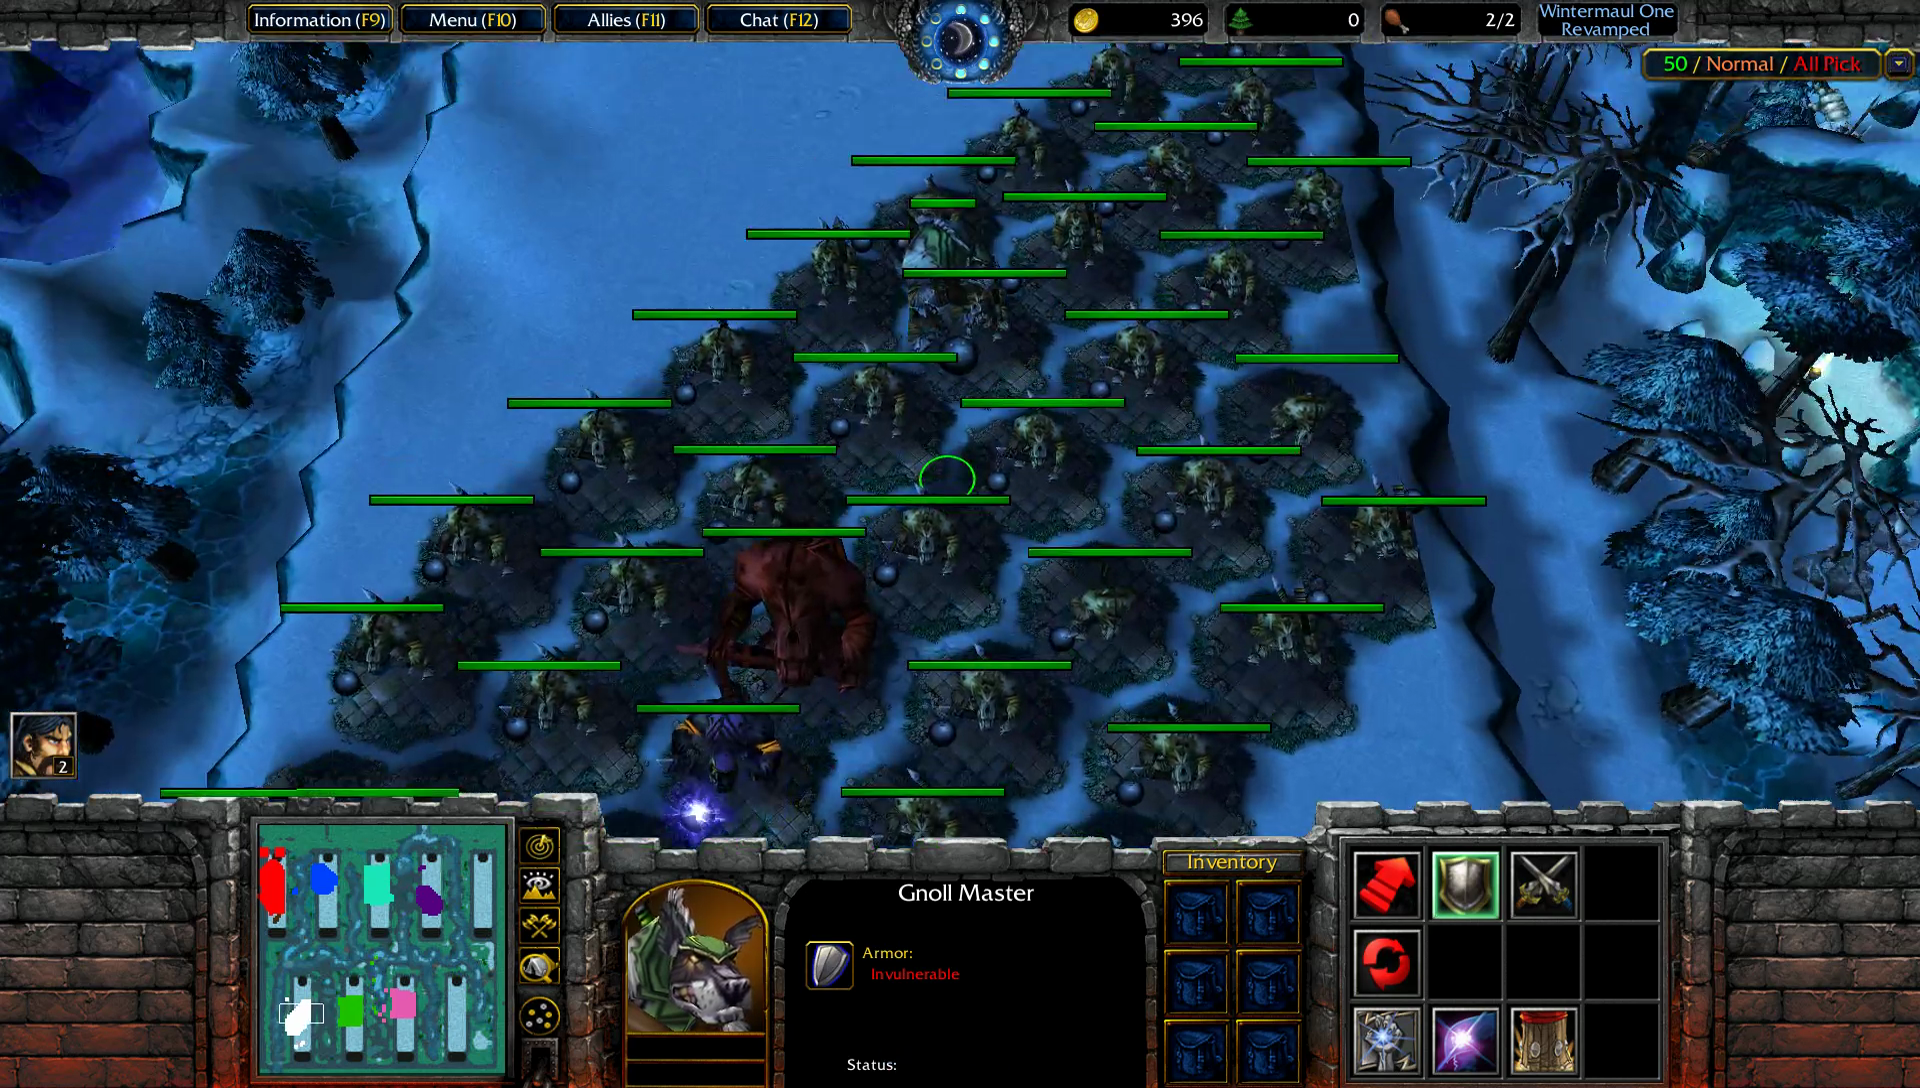 Information (F9)
Menu (F10)
Allies (F11)
Chat (F12)
396
0
2/2
Wintermaul One
Revamped
50 / Normal / All Pick
2
Inventory
Gnoll Master
Armor:
Invulnerable
Status: